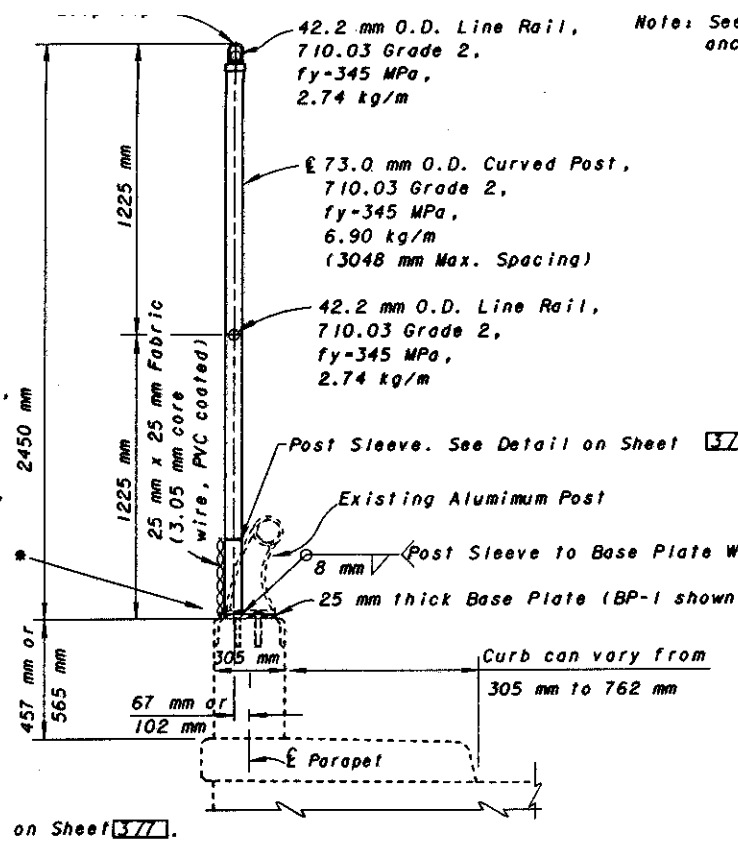 42.2 mm O.D. Line Rail,
710.03 Grade 2,
fy=345 MPa,
2.74 kg/m
Note: See
1225 mm
℄ 73.0 mm O.D. Curved Post,
710.03 Grade 2,
fy=345 MPa,
6.90 kg/m
(3048 mm Max. Spacing)
42.2 mm O.D. Line Rail,
710.03 Grade 2,
fy=345 MPa,
2.74 kg/m
2450 mm
1225 mm
25 mm x 25 mm Fabric
(3.05 mm core
wire, PVC coated)
Post Sleeve. See Detail on Sheet
Existing Alumimum Post
*
8 mm
Post Sleeve to Base Plate W
25 mm thick Base Plate (BP-1 shown
457 mm or
565 mm
305 mm
Curb can vary from
305 mm to 762 mm
67 mm or
102 mm
℄ Parapet
on Sheet 377.